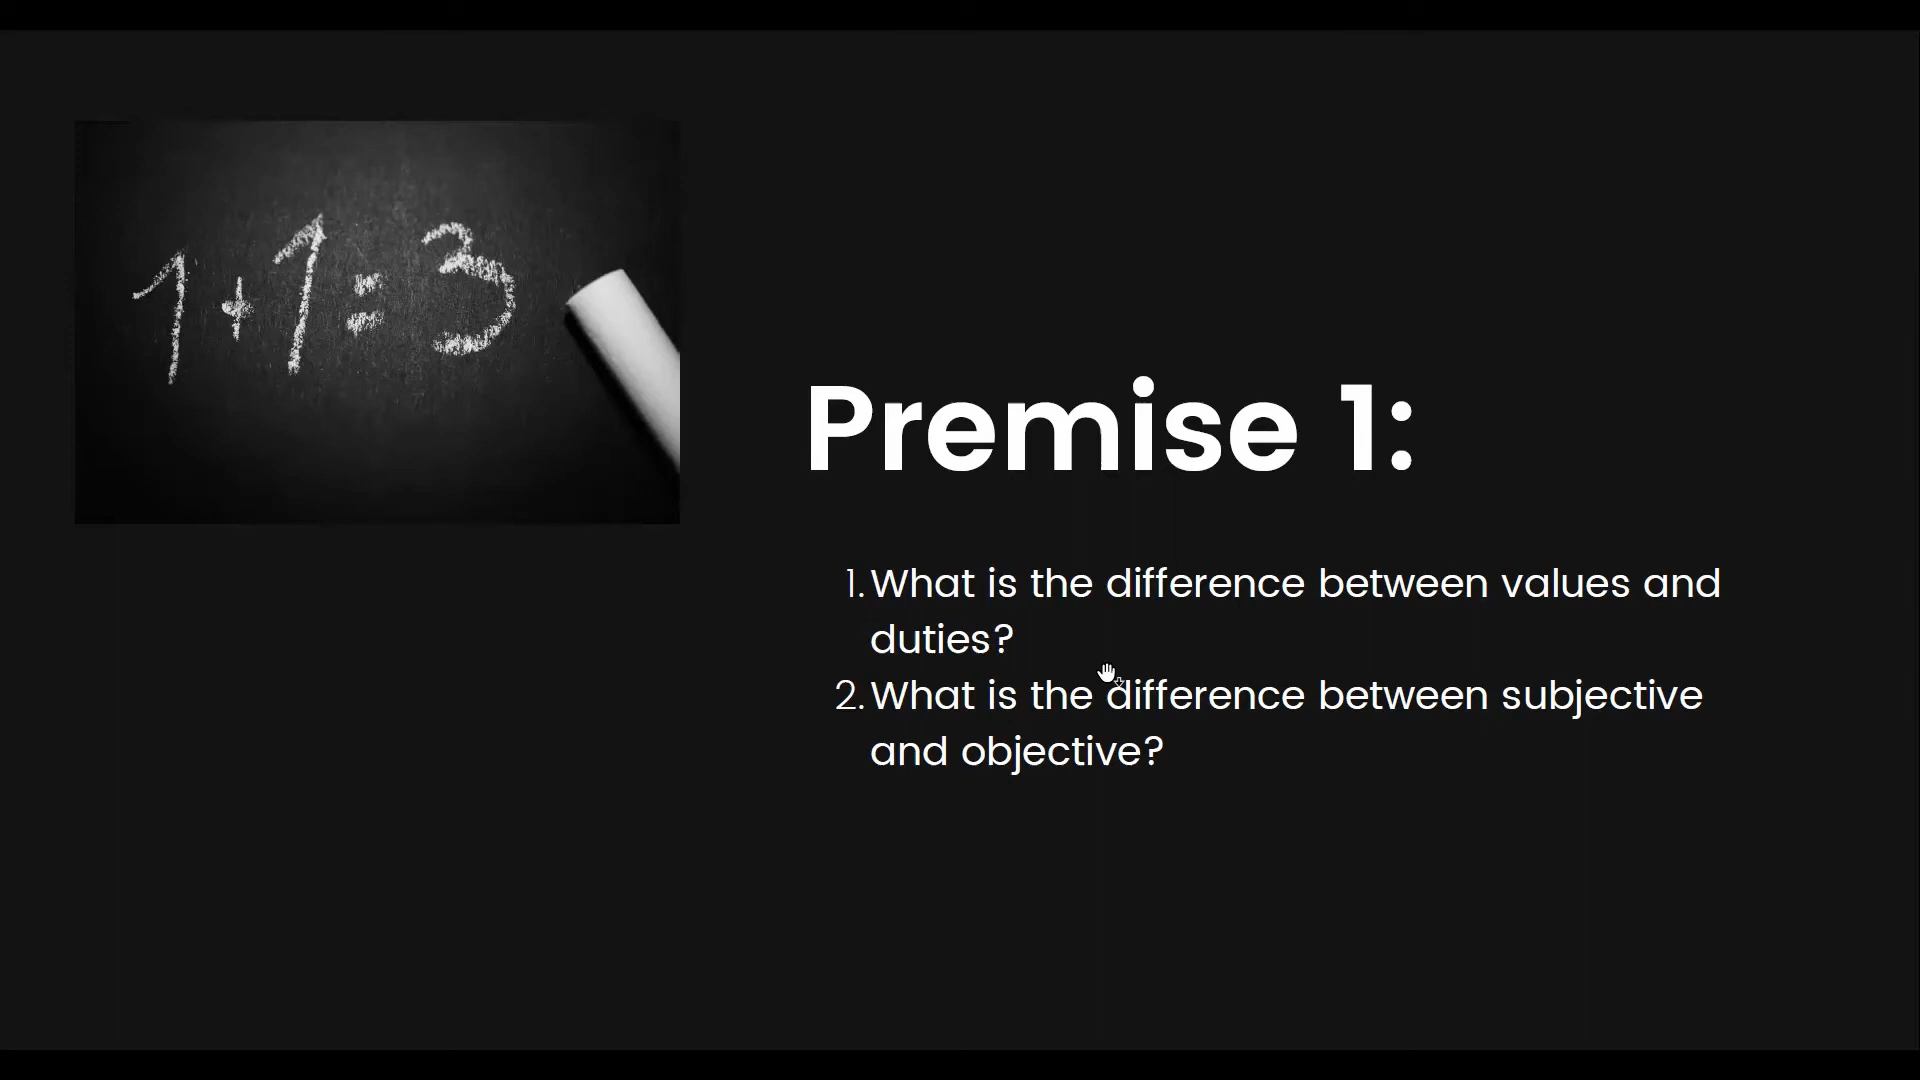 1+1=3
Premise 1:
1. What is the difference between values and
duties?
2. What is the difference between subjective
and objective?